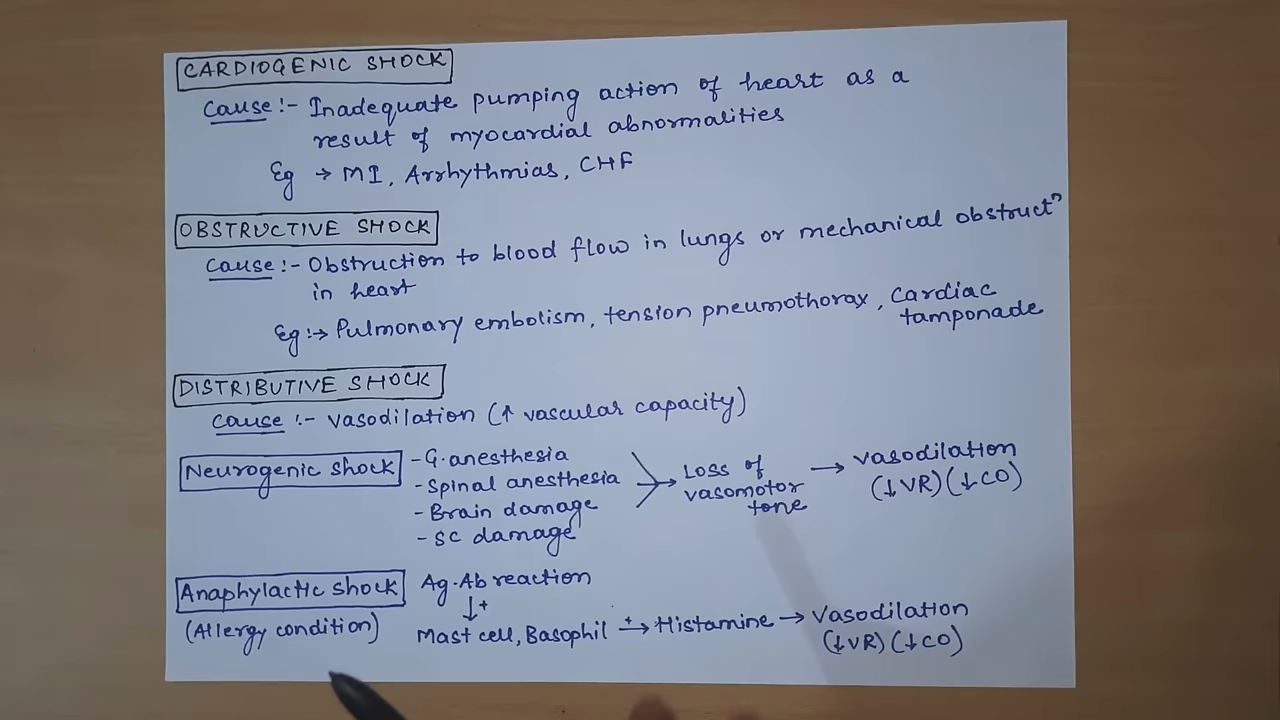 CARDIOGENIC SHOCK
Cause :- Inadequate pumping action of heart as a
result of myocardial abnormalities
Eg → MI, Arrhythmias, CHF
OBSTRUCTIVE SHOCK
Cause :- Obstruction to blood flow in lungs or mechanical obstructⁿ
in heart
Eg :→ Pulmonary embolism, tension pneumothorax, cardiac
tamponade
DISTRIBUTIVE SHOCK
Cause :- vasodilation (↑ vascular capacity)
Neurogenic shock
- G. anesthesia
- Spinal anesthesia
- Brain damage
- SC damage
→ Loss of
vasomotor
tone
→ vasodilation
(↓VR) (↓CO)
Anaphylactic shock
(Allergy condition)
Ag-Ab reaction
↓+
Mast cell, Basophil +→ Histamine → Vasodilation
(↓VR) (↓CO)